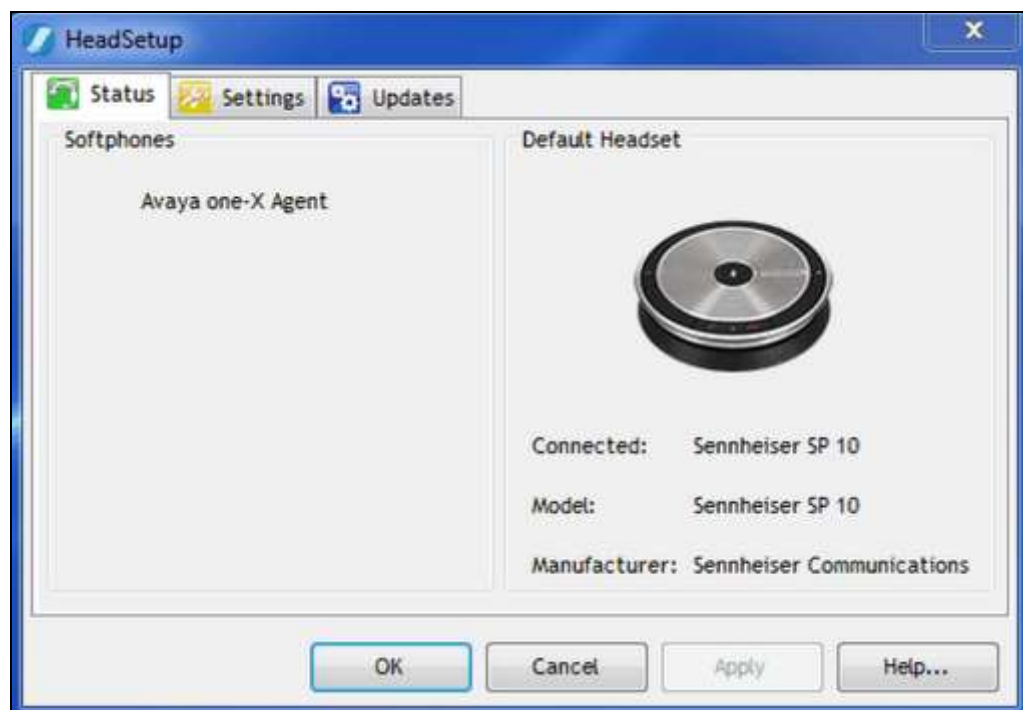 HeadSetup
Status Settings Updates
Softphones
Avaya one-X Agent
Default Headset
Connected: Sennheiser SP 10
Model: Sennheiser SP 10
Manufacturer: Sennheiser Communications
OK Cancel Apply Help...